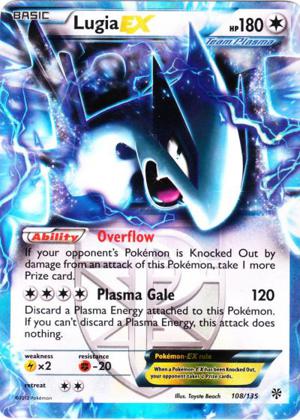 BASIC
Lugia EX HP180
Team Plasma
Ability Overflow
If your opponent's Pokémon is Knocked Out by
damage from an attack of this Pokémon, take 1 more
Prize card.
Plasma Gale 120
Discard a Plasma Energy attached to this Pokémon.
If you can't discard a Plasma Energy, this attack
does nothing.
weakness resistance
×2 -20
retreat
Pokémon-EX rule
When a Pokémon-EX has been Knocked Out,
your opponent takes 2 Prize cards.
©2012 Pokémon
Illus. Toyste Beach 108/135